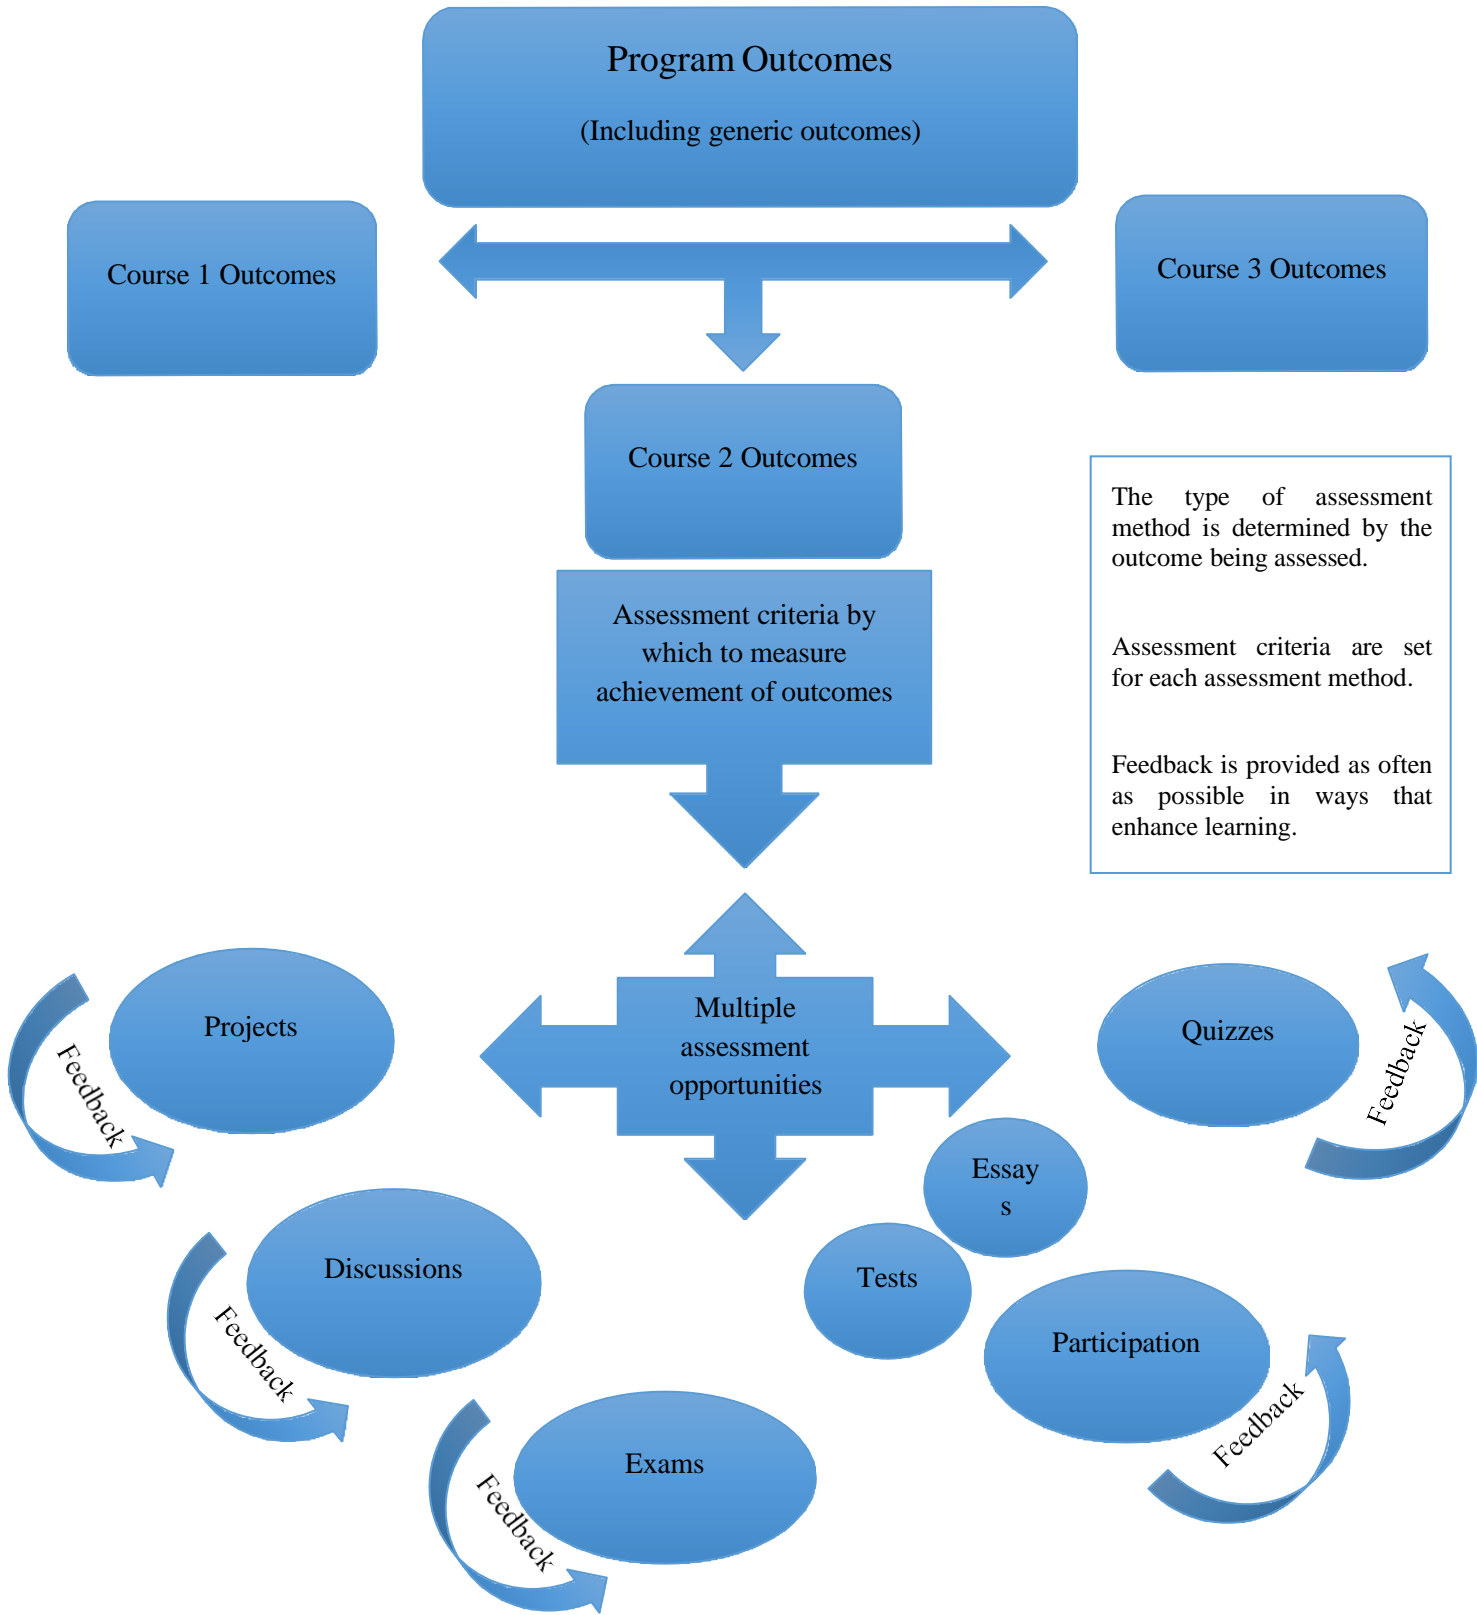 Program Outcomes
(Including generic outcomes)
Course 1 Outcomes
Course 3 Outcomes
Course 2 Outcomes
The type of assessment
method is determined by the
outcome being assessed.
Assessment criteria are set
for each assessment method.
Feedback is provided as often
as possible in ways that
enhance learning.
Assessment criteria by
which to measure
achievement of outcomes
Multiple
assessment
opportunities
Projects
Feedback
Quizzes
Feedback
Essay
s
Tests
Discussions
Feedback
Participation
Feedback
Exams
Feedback